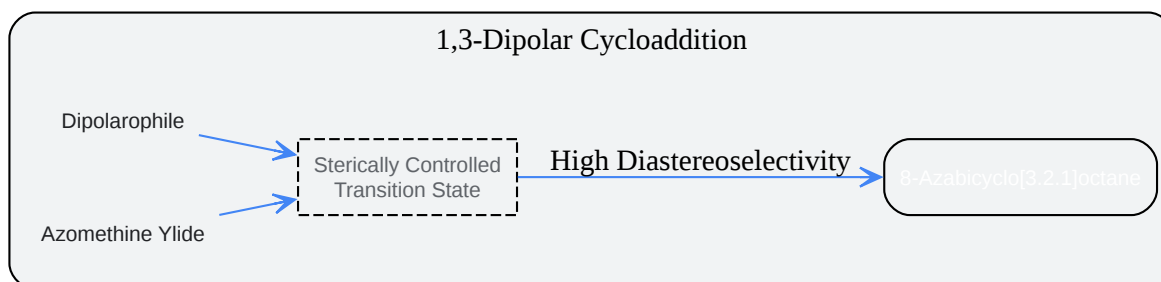 1,3-Dipolar Cycloaddition
Dipolarophile
Azomethine Ylide
Sterically Controlled
Transition State
High Diastereoselectivity
8-Azabicyclo[3.2.1]octane